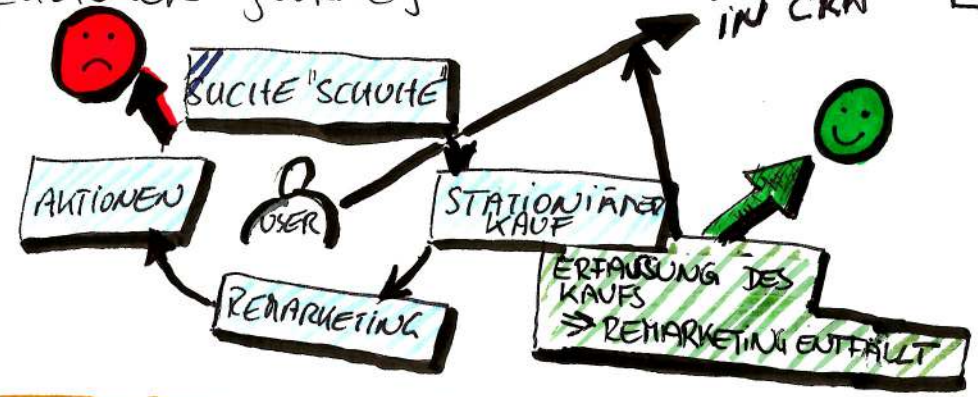 IN CRM
SUCHE "SCHUHE"
AKTIONEN
USER
STATIONÄRER
KAUF
REMARKETING
ERFASSUNG DES
KAUFS
⇒ REMARKETING ENTFÄLLT